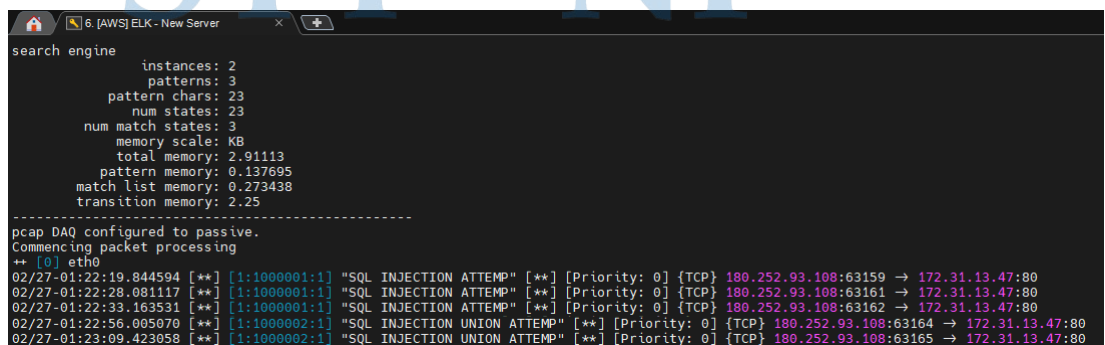 6. [AWS] ELK - New Server
search engine
instances: 2
patterns: 3
pattern chars: 23
num states: 23
num match states: 3
memory scale: KB
total memory: 2.91113
pattern memory: 0.137695
match list memory: 0.273438
transition memory: 2.25
--------------------------------------------------
pcap DAQ configured to passive.
Commencing packet processing
++ [0] eth0
02/27-01:22:19.844594 [**] [1:1000001:1] "SQL INJECTION ATTEMP" [**] [Priority: 0] {TCP} 180.252.93.108:63159 → 172.31.13.47:80
02/27-01:22:28.081117 [**] [1:1000001:1] "SQL INJECTION ATTEMP" [**] [Priority: 0] {TCP} 180.252.93.108:63161 → 172.31.13.47:80
02/27-01:22:33.163531 [**] [1:1000001:1] "SQL INJECTION ATTEMP" [**] [Priority: 0] {TCP} 180.252.93.108:63162 → 172.31.13.47:80
02/27-01:22:56.005070 [**] [1:1000002:1] "SQL INJECTION UNION ATTEMP" [**] [Priority: 0] {TCP} 180.252.93.108:63164 → 172.31.13.47:80
02/27-01:23:09.423058 [**] [1:1000002:1] "SQL INJECTION UNION ATTEMP" [**] [Priority: 0] {TCP} 180.252.93.108:63165 → 172.31.13.47:80